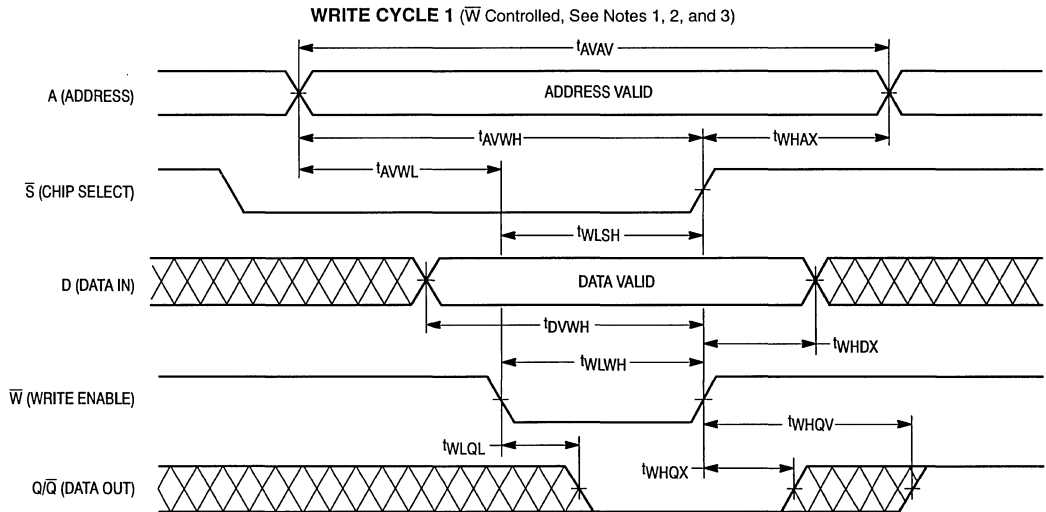 WRITE CYCLE 1 (W̅ Controlled, See Notes 1, 2, and 3)
tAVAV
A (ADDRESS)
ADDRESS VALID
tAVWH
tWHAX
tAVWL
S̅ (CHIP SELECT)
tWLSH
D (DATA IN)
DATA VALID
tDVWH
tWHDX
tWLWH
W̅ (WRITE ENABLE)
tWHQV
tWLQL
tWHQX
Q/Q̅ (DATA OUT)